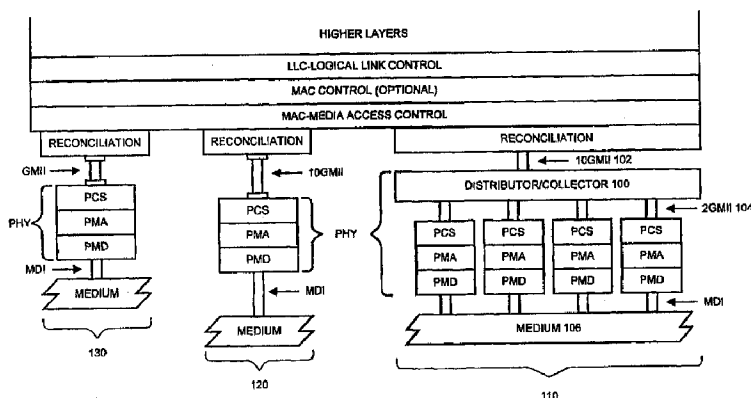 HIGHER LAYERS
LLC-LOGICAL LINK CONTROL
MAC CONTROL (OPTIONAL)
MAC-MEDIA ACCESS CONTROL
RECONCILIATION
RECONCILIATION
RECONCILIATION
GMII
10GMII
10GMII 102
DISTRIBUTOR/COLLECTOR 100
2GMII 104
PHY
PCS
PMA
PMD
PCS
PMA
PMD
PHY
PCS
PMA
PMD
PCS
PMA
PMD
PCS
PMA
PMD
PCS
PMA
PMD
MDI
MDI
MDI
MEDIUM
MEDIUM
MEDIUM 106
130
120
110